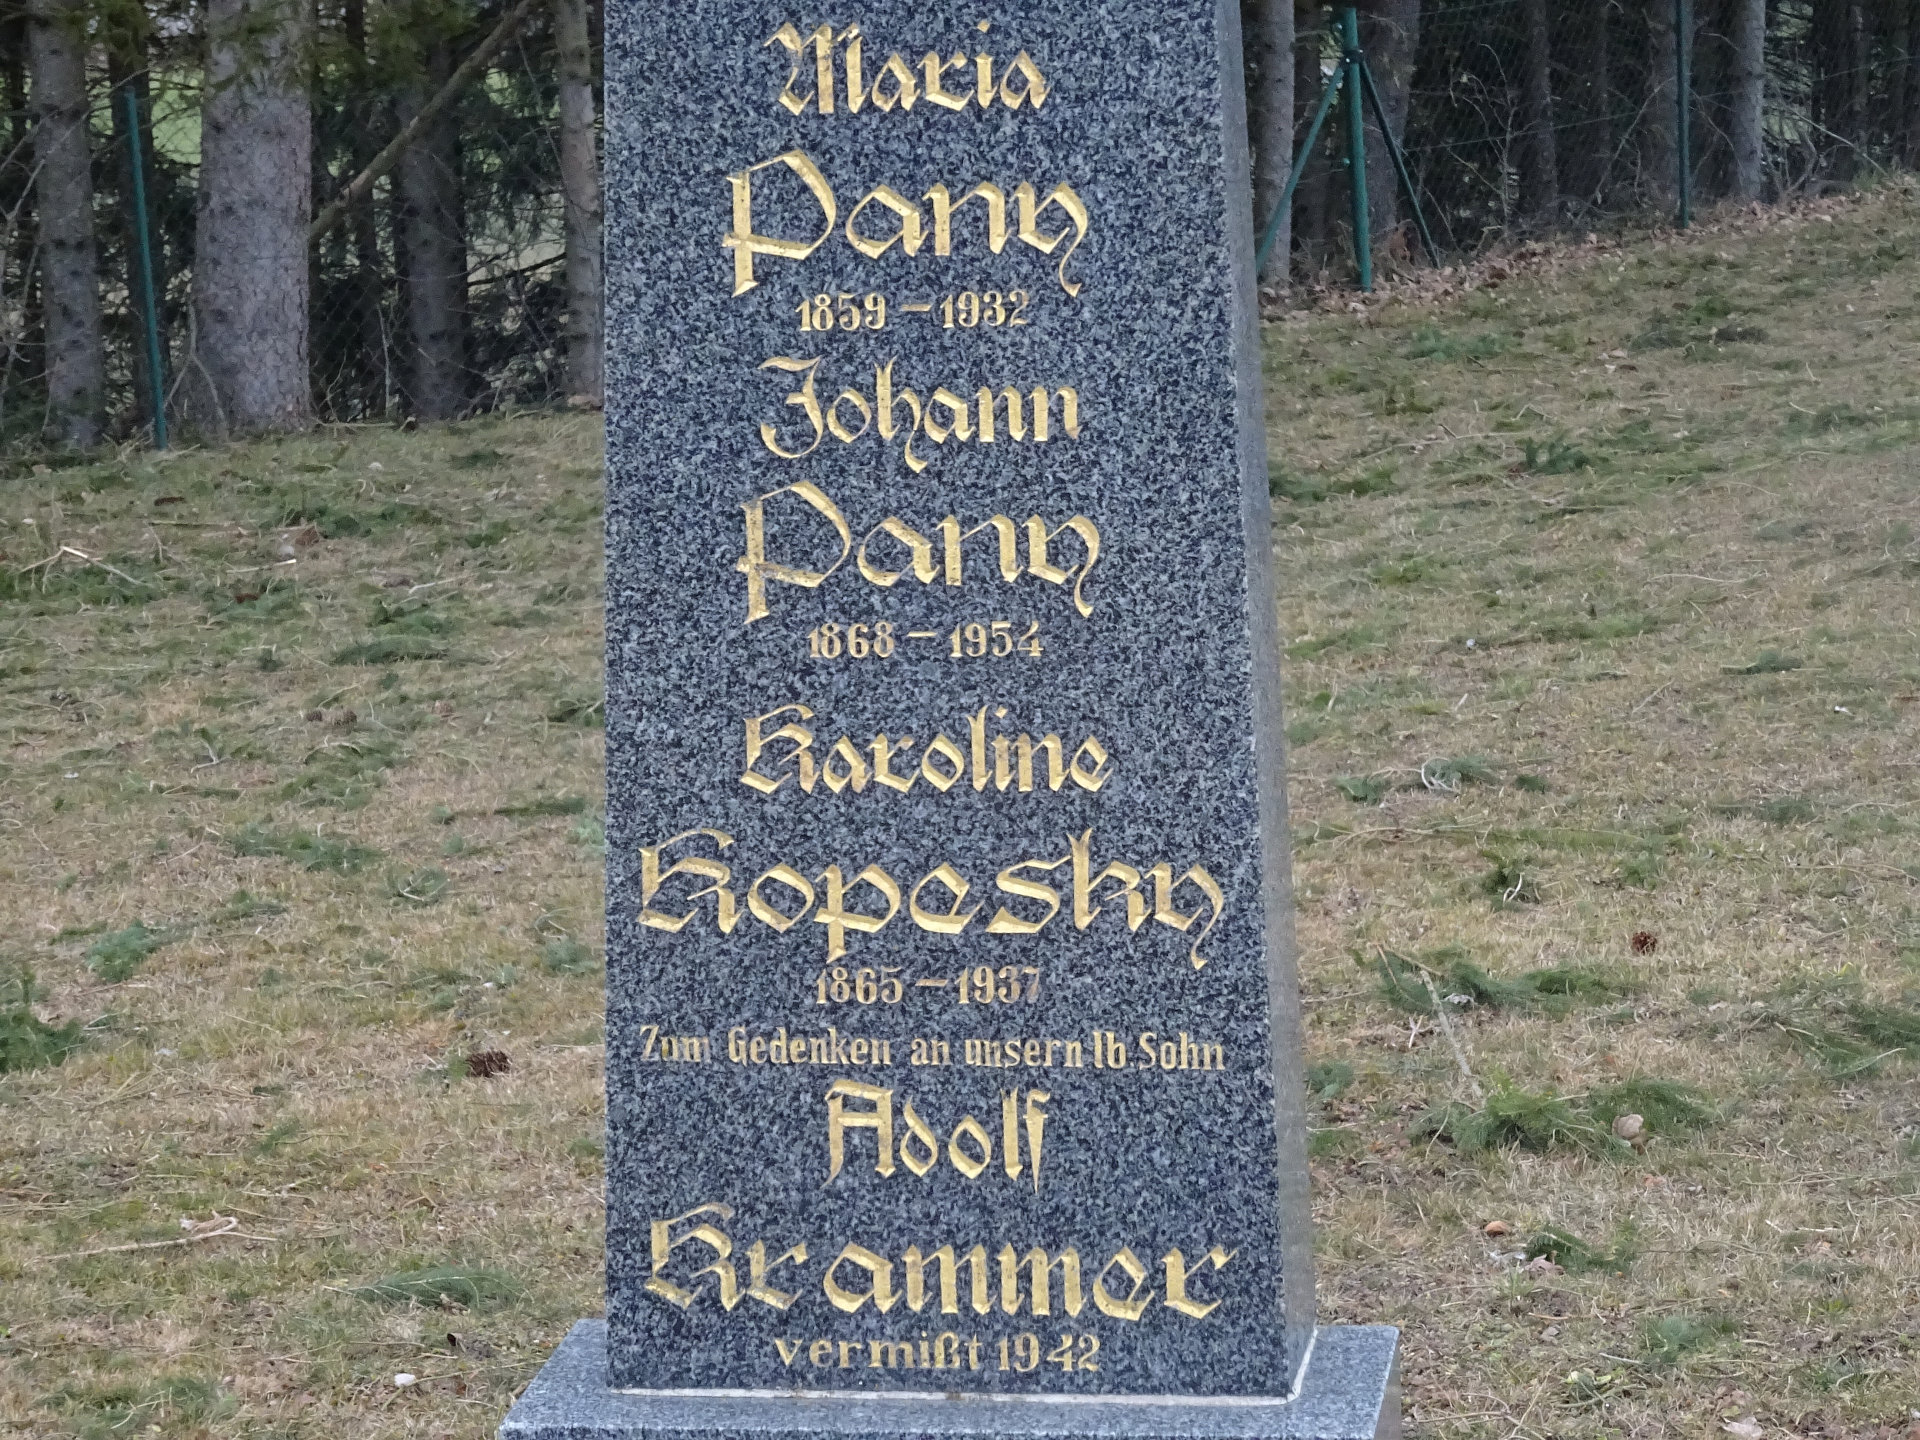 Maria
Pany
1859 – 1932
Johann
Pany
1868 – 1954
Karoline
Kopesky
1865 – 1937
Zum Gedenken an unsern lb. Sohn
Adolf
Krammer
vermißt 1942